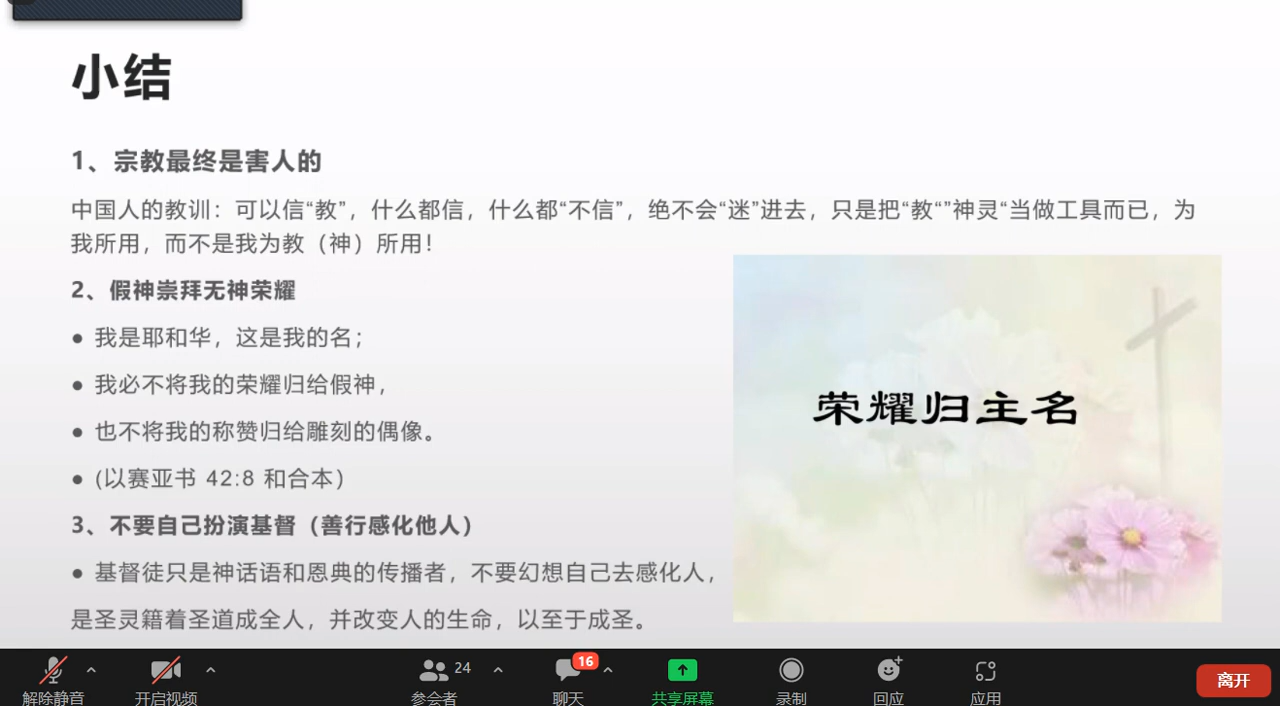 小结
1、宗教最终是害人的
中国人的教训：可以信“教”，什么都信，什么都“不信”，绝不会“迷”进去，只是把“教“”神灵“当做工具而已，为
我所用，而不是我为教（神）所用！
2、假神崇拜无神荣耀
● 我是耶和华，这是我的名；
● 我必不将我的荣耀归给假神，
● 也不将我的称赞归给雕刻的偶像。
● (以赛亚书 42:8 和合本)
荣耀归主名
3、不要自己扮演基督（善行感化他人）
● 基督徒只是神话语和恩典的传播者，不要幻想自己去感化人，
是圣灵籍着圣道成全人，并改变人的生命，以至于成圣。
解除静音
开启视频
24
参会者
16
聊天
共享屏幕
录制
回应
应用
离开